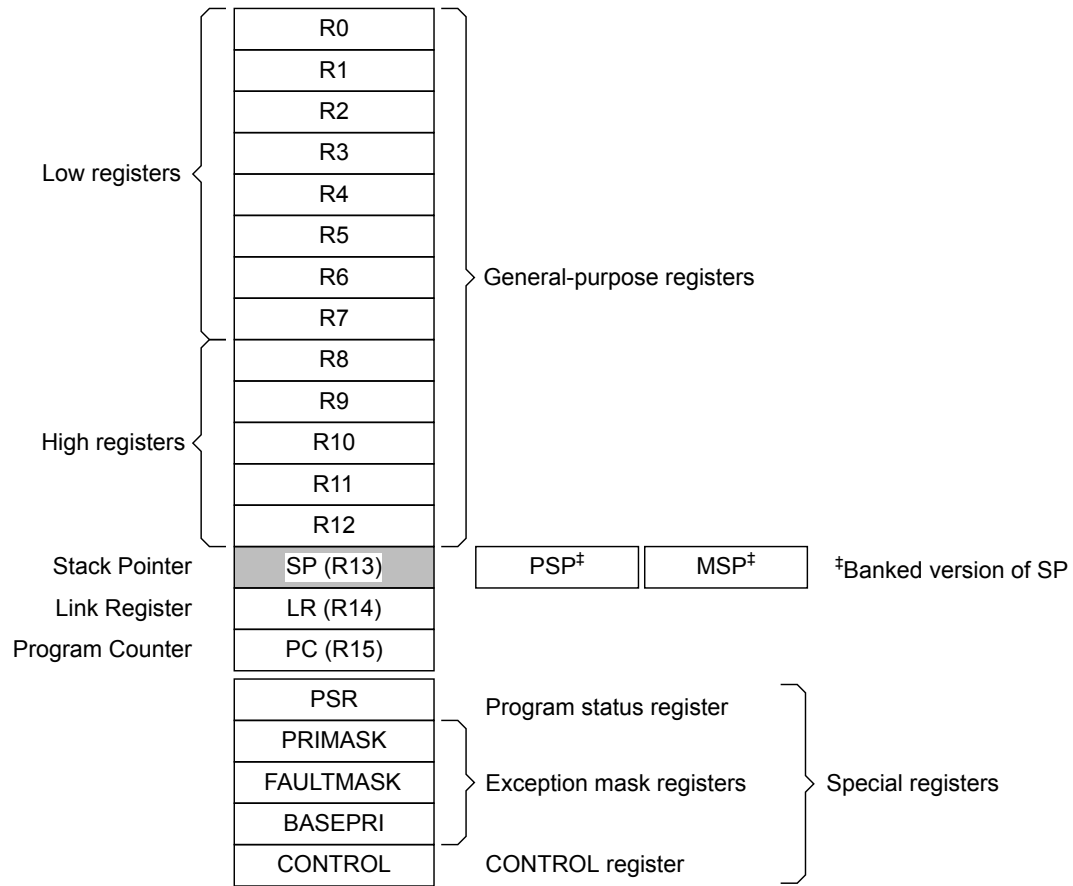 R0
R1
R2
R3
Low registers
R4
R5
R6
General-purpose registers
R7
R8
R9
High registers
R10
R11
R12
Stack Pointer SP (R13) PSP‡ MSP‡ ‡Banked version of SP
Link Register LR (R14)
Program Counter PC (R15)
PSR Program status register
PRIMASK
FAULTMASK Exception mask registers Special registers
BASEPRI
CONTROL CONTROL register